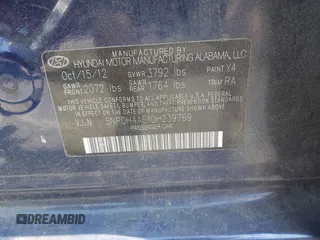 HYUNDAI MOTOR MANUFACTURING ALABAMA, LLC
Oct/15/12 GVWR 3792 lbs PAINT Y4
GAWR FRONT 2072 lbs GAWR REAR 1764 lbs TRIM RA
THIS VEHICLE CONFORMS TO ALL APPLICABLE U.S.A. FEDERAL MOTOR VEHICLE SAFETY, BUMPER, AND THEFT PREVENTION STANDARDS IN EFFECT ON THE DATE OF MANUFACTURE SHOWN ABOVE.
V.I.N : 5NPDH4AE1DH239769
PASSENGER CAR
DREAMBID